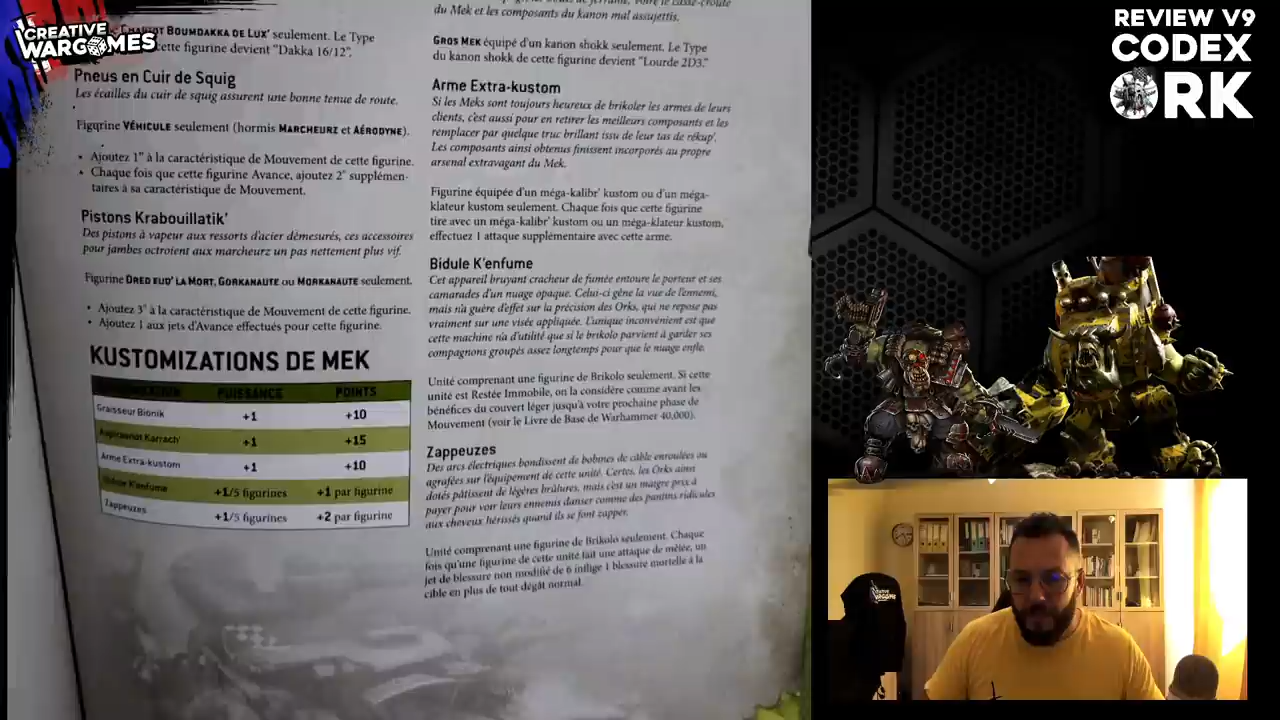 CREATIVE
WARGAMES
CHARIOT BOUMDAKKA DE LUX' seulement. Le Type
cette figurine devient "Dakka 16/12".
Pneus en Cuir de Squig
Les écailles du cuir de squig assurent une bonne tenue de route.
Figurine VÉHICULE seulement (hormis MARCHEURZ et AÉRODYNE).
• Ajoutez 1" à la caractéristique de Mouvement de cette figurine.
• Chaque fois que cette figurine Avance, ajoutez 2" supplémen-
taires à sa caractéristique de Mouvement.
Pistons Krabouillatik'
Des pistons à vapeur aux ressorts d'acier démesurés, ces accessoires
pour jambes octroient aux marcheurz un pas nettement plus vif.
Figurine DRED EUD' LA MORT, GORKANAUTE ou MORKANAUTE seulement.
• Ajoutez 3" à la caractéristique de Mouvement de cette figurine.
• Ajoutez 1 aux jets d'Avance effectués pour cette figurine.
KUSTOMIZATIONS DE MEK
PUISSANCE POINTS
Graisseur Bionik +1 +10
+1 +15
Arme Extra-kustom +1 +10
Bidule K'enfume +1/5 figurines +1 par figurine
Zappeuzes +1/5 figurines +2 par figurine
du Mek et les composants du kanon mal assujettis.
GROS MEK équipé d'un kanon shokk seulement. Le Type
du kanon shokk de cette figurine devient "Lourde 2D3."
Arme Extra-kustom
Si les Meks sont toujours heureux de brikoler les armes de leurs
clients, c'est aussi pour en retirer les meilleurs composants et les
remplacer par quelque truc brillant issu de leur tas de rékup'.
Les composants ainsi obtenus finissent incorporés au propre
arsenal extravagant du Mek.
Figurine équipée d'un méga-kalibr' kustom ou d'un méga-
klateur kustom seulement. Chaque fois que cette figurine
tire avec un méga-kalibr' kustom ou un méga-klateur kustom,
effectuez 1 attaque supplémentaire avec cette arme.
Bidule K'enfume
Cet appareil bruyant cracheur de fumée entoure le porteur et ses
camarades d'un nuage opaque. Celui-ci gêne la vue de l'ennemi,
mais n'a guère d'effet sur la précision des Orks, qui ne repose pas
vraiment sur une visée appliquée. L'unique inconvénient est que
cette machine n'a d'utilité que si le brikolo parvient à garder ses
compagnons groupés assez longtemps pour que le nuage enfle.
Unité comprenant une figurine de Brikolo seulement. Si cette
unité est Restée Immobile, on la considère comme ayant les
bénéfices du couvert léger jusqu'à votre prochaine phase de
Mouvement (voir le Livre de Base de Warhammer 40,000).
Zappeuzes
Des arcs électriques bondissent de bobines de câble enroulées ou
agrafées sur l'équipement de cette unité. Certes, les Orks ainsi
dotés pâtissent de légères brûlures, mais c'est un maigre prix à
payer pour voir leurs ennemis danser comme des pantins ridicules
aux cheveux hérissés quand ils se font zapper.
Unité comprenant une figurine de Brikolo seulement. Chaque
fois qu'une figurine de cette unité fait une attaque de mêlée, un
jet de blessure non modifié de 6 inflige 1 blessure mortelle à la
cible en plus de tout dégât normal.
REVIEW V9
CODEX
ORK